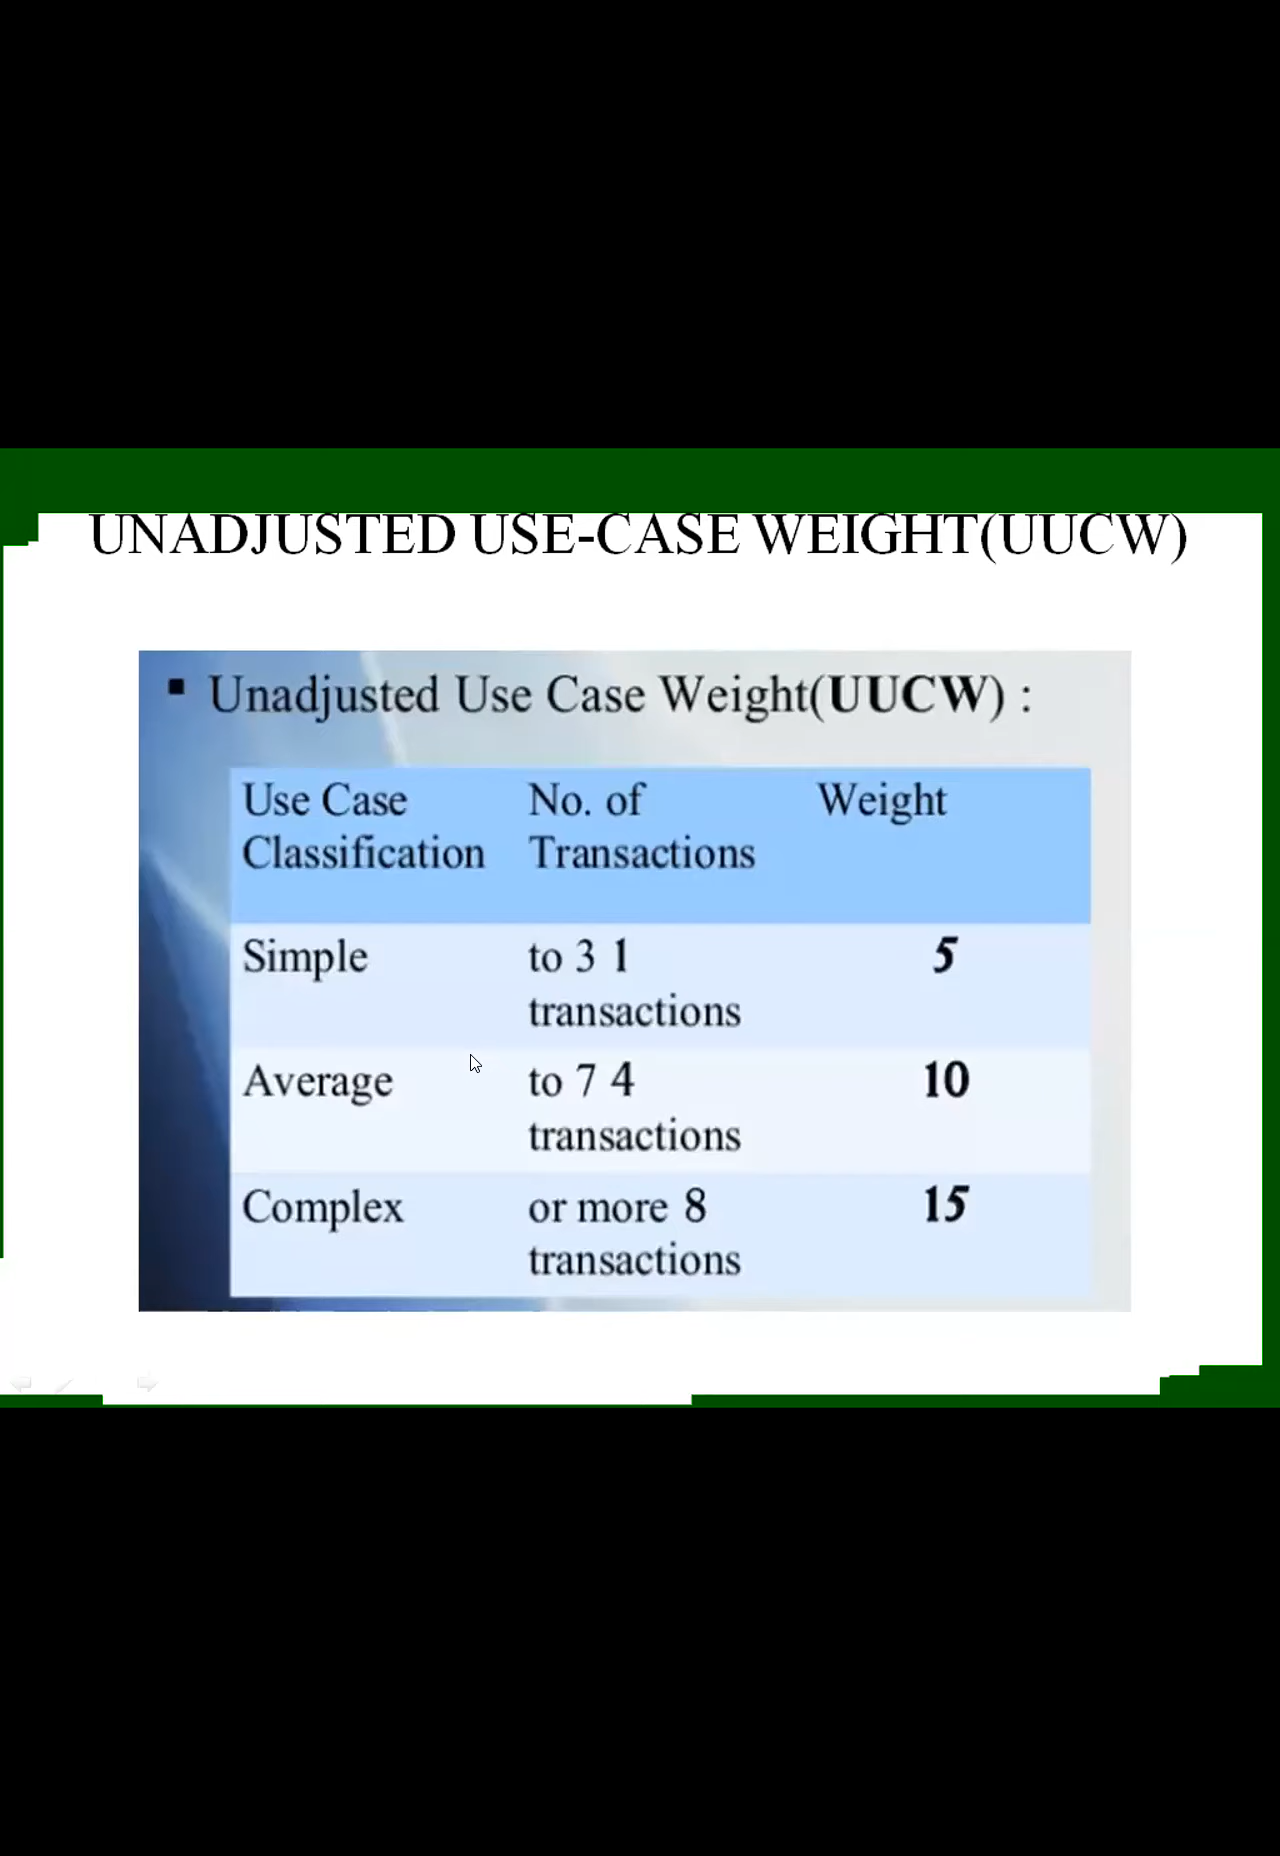 UNADJUSTED USE-CASE WEIGHT(UUCW)
▪ Unadjusted Use Case Weight(UUCW) :
Use Case No. of Weight
Classification Transactions
Simple to 3 1 5
transactions
Average to 7 4 10
transactions
Complex or more 8 15
transactions